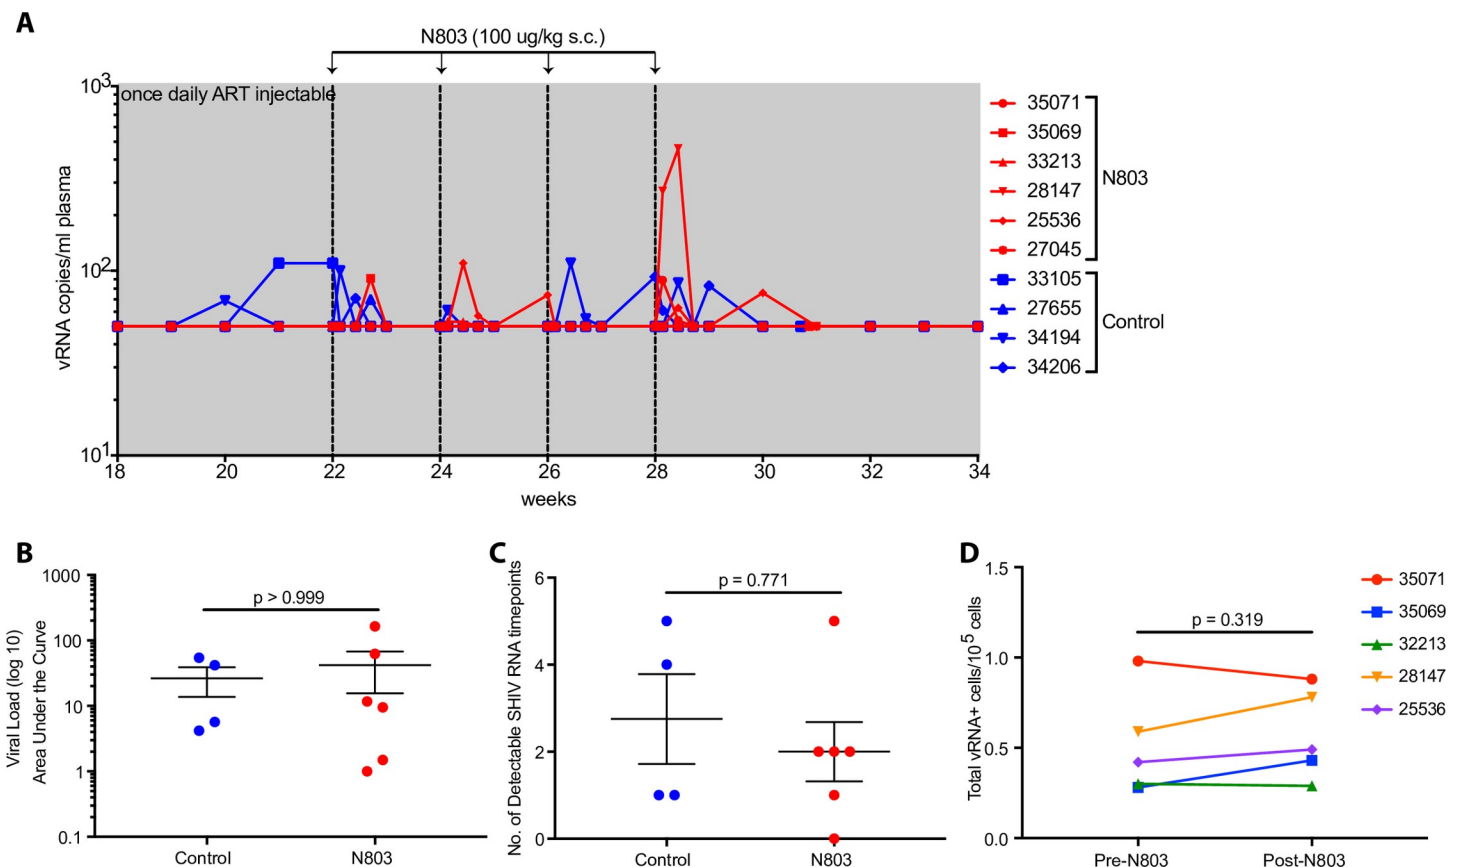 A
N803 (100 ug/kg s.c.)
once daily ART injectable
vRNA copies/ml plasma
10³
10²
10¹
18 20 22 24 26 28 30 32 34
weeks
35071
35069
33213
28147
25536
27045
N803
33105
27655
34194
34206
Control
B
Viral Load (log 10)
Area Under the Curve
1000
100
10
1
0.1
p > 0.999
Control N803
C
No. of Detectable SHIV RNA timepoints
6
4
2
0
p = 0.771
Control N803
D
Total vRNA+ cells/10⁵ cells
1.5
1.0
0.5
0.0
p = 0.319
Pre-N803 Post-N803
35071
35069
32213
28147
25536